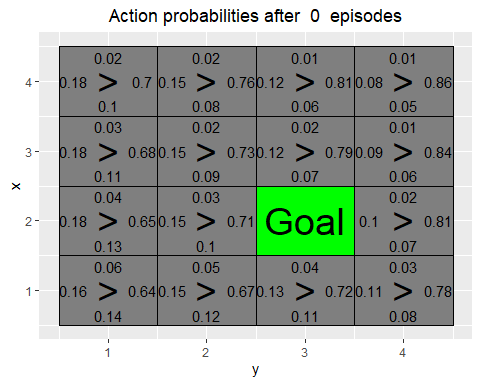 Action probabilities after 0 episodes
0.02 0.02 0.01 0.01
4 0.18 > 0.7 0.15 > 0.76 0.12 > 0.81 0.08 > 0.86
0.1 0.08 0.06 0.05
0.03 0.02 0.02 0.01
3 0.18 > 0.68 0.15 > 0.73 0.12 > 0.79 0.09 > 0.84
0.11 0.09 0.07 0.06
x
0.04 0.03 0.02
2 0.18 > 0.65 0.15 > 0.71 Goal 0.1 > 0.81
0.13 0.1 0.07
0.06 0.05 0.04 0.03
1 0.16 > 0.64 0.15 > 0.67 0.13 > 0.72 0.11 > 0.78
0.14 0.12 0.11 0.08
1 2 3 4
y